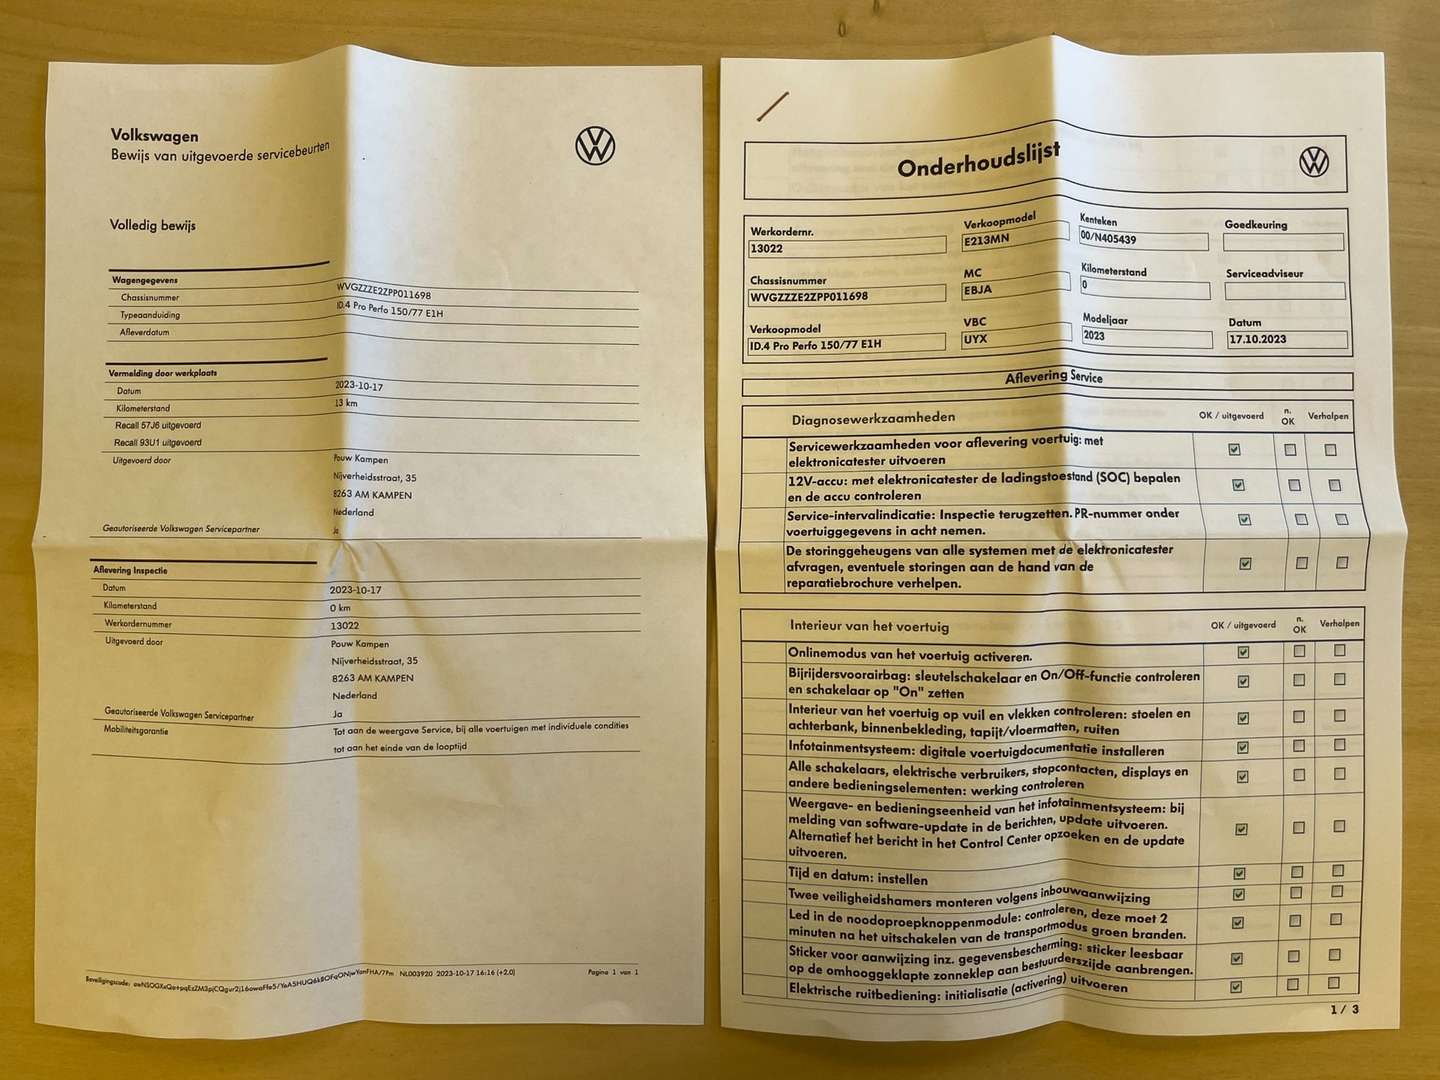 Volkswagen
Bewijs van uitgevoerde servicebeurten
Volledig bewijs
Wagengegevens
Chassisnummer WVGZZZE2ZPP011698
Typeaanduiding ID.4 Pro Perfo 150/77 E1H
Afleverdatum
Vermelding door werkplaats
Datum 2023-10-17
Kilometerstand 13 km
Recall 57J6 uitgevoerd
Recall 93U1 uitgevoerd
Uitgevoerd door Pouw Kampen
Nijverheidsstraat, 35
8263 AM KAMPEN
Nederland
Geautoriseerde Volkswagen Servicepartner Ja
Aflevering Inspectie
Datum 2023-10-17
Kilometerstand 0 km
Werkordernummer 13022
Uitgevoerd door Pouw Kampen
Nijverheidsstraat, 35
8263 AM KAMPEN
Nederland
Geautoriseerde Volkswagen Servicepartner Ja
Mobiliteitsgarantie Tot aan de weergave Service, bij alle voertuigen met individuele condities
tot aan het einde van de looptijd
Beveiligingscode: NL003920 2023-10-17 16:16 (+2.0) Pagina 1 van 1
Onderhoudslijst
Werkordernr. Verkoopmodel Kenteken Goedkeuring
13022 E213MN 00/N405439
Chassisnummer MC Kilometerstand Serviceadviseur
WVGZZZE2ZPP011698 EBJA 0
Verkoopmodel VBC Modeljaar Datum
ID.4 Pro Perfo 150/77 E1H UYX 2023 17.10.2023
Aflevering Service
Diagnosewerkzaamheden OK / uitgevoerd n. OK Verhalpen
Servicewerkzaamheden voor aflevering voertuig: met
elektronicatester uitvoeren
12V-accu: met elektronicatester de ladingstoestand (SOC) bepalen
en de accu controleren
Service-intervalindicatie: Inspectie terugzetten. PR-nummer onder
voertuiggegevens in acht nemen.
De storinggeheugens van alle systemen met de elektronicatester
afvragen, eventuele storingen aan de hand van de
reparatiebrochure verhelpen.
Interieur van het voertuig OK / uitgevoerd n. OK Verhalpen
Onlinemodus van het voertuig activeren.
Bijrijdersvoorairbag: sleutelschakelaar en On/Off-functie controleren
en schakelaar op "On" zetten
Interieur van het voertuig op vuil en vlekken controleren: stoelen en
achterbank, binnenbekleding, tapijt/vloermatten, ruiten
Infotainmentsysteem: digitale voertuigdocumentatie installeren
Alle schakelaars, elektrische verbruikers, stopcontacten, displays en
andere bedieningselementen: werking controleren
Weergave- en bedieningseenheid van het infotainmentsysteem: bij
melding van software-update in de berichten, update uitvoeren.
Alternatief het bericht in het Control Center opzoeken en de update
uitvoeren.
Tijd en datum: instellen
Twee veiligheidshamers monteren volgens inbouwaanwijzing
Led in de noodoproepknoppenmodule: controleren, deze moet 2
minuten na het uitschakelen van de transportmodus groen branden.
Sticker voor aanwijzing inz. gegevensbescherming: sticker leesbaar
op de omhooggeklapte zonneklep aan bestuurderszijde aanbrengen.
Elektrische ruitbediening: initialisatie (activering) uitvoeren
1 / 3